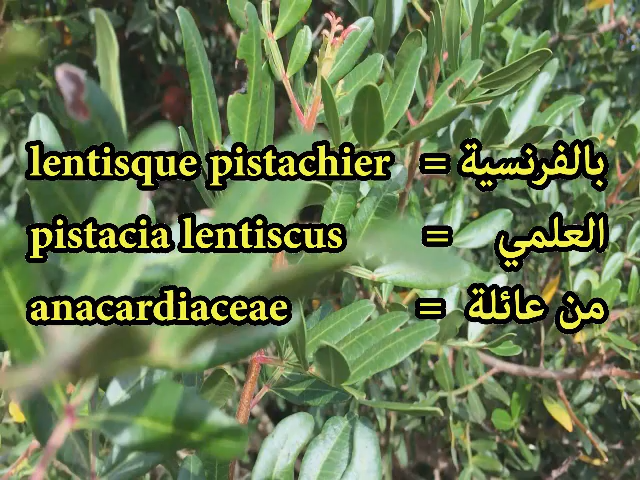 بالفرنسية = lentisque pistachier
العلمي = pistacia lentiscus
من عائلة = anacardiaceae